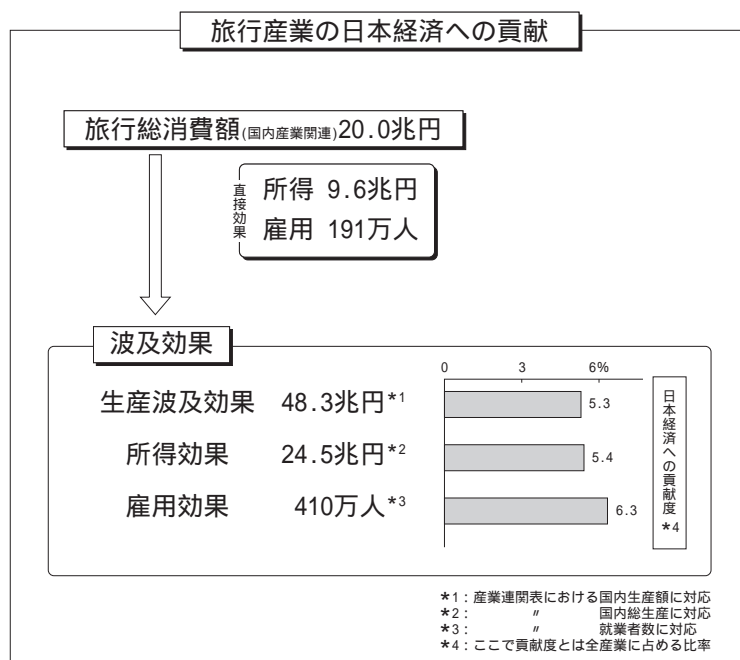 旅行産業の日本経済への貢献
旅行総消費額(国内産業関連)20.0兆円
直接効果
所得 9.6兆円
雇用 191万人
波及効果
0 3 6%
生産波及効果 48.3兆円*1 5.3
所得効果 24.5兆円*2 5.4
雇用効果 410万人*3 6.3
日本経済への貢献度*4
*1：産業連関表における国内生産額に対応
*2： 〃 国内総生産に対応
*3： 〃 就業者数に対応
*4：ここで貢献度とは全産業に占める比率